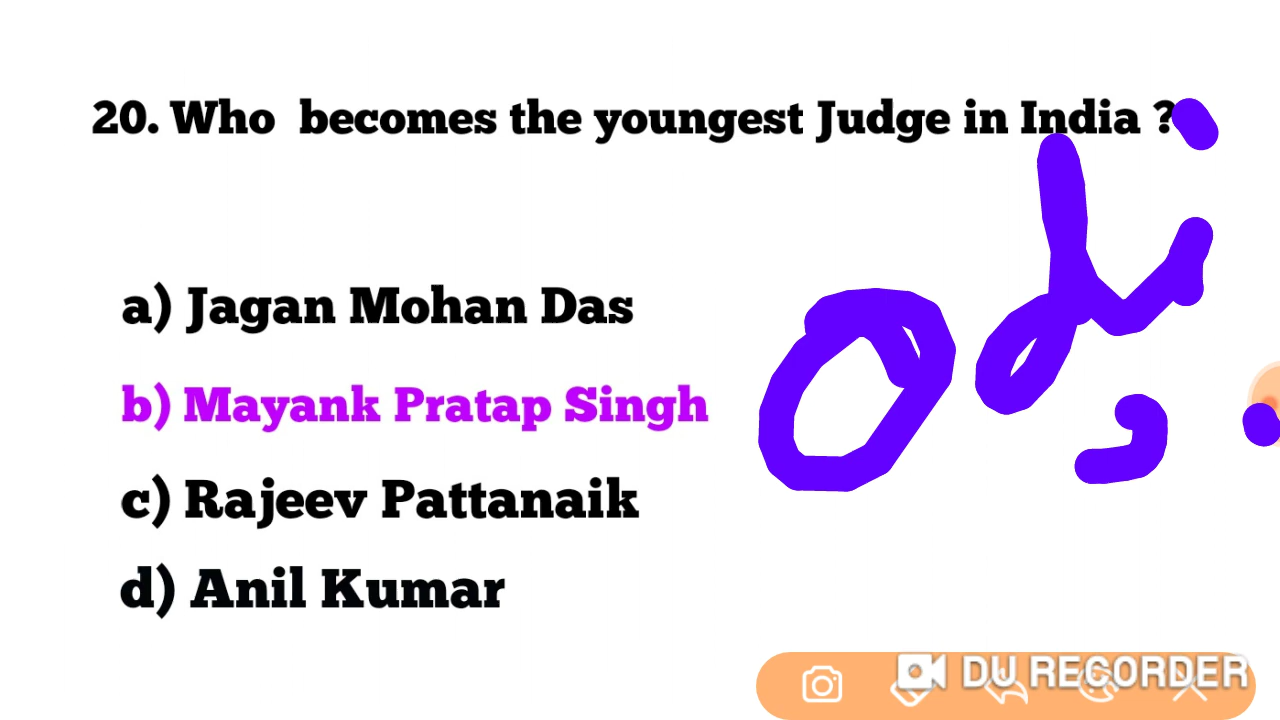 20. Who becomes the youngest Judge in India ?
a) Jagan Mohan Das
b) Mayank Pratap Singh
c) Rajeev Pattanaik
d) Anil Kumar
DU RECORDER